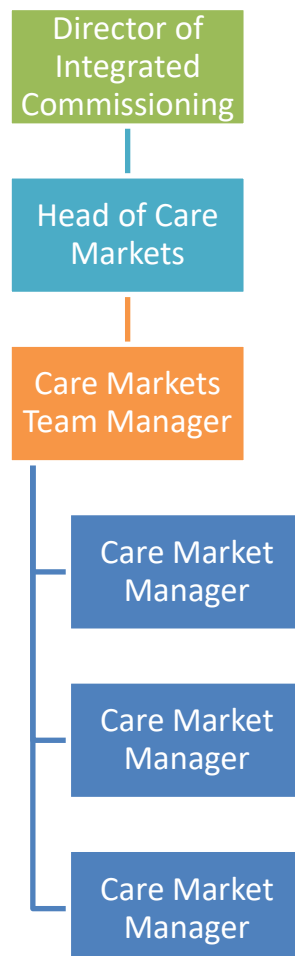 Director of
Integrated
Commissioning
Head of Care
Markets
Care Markets
Team Manager
Care Market
Manager
Care Market
Manager
Care Market
Manager